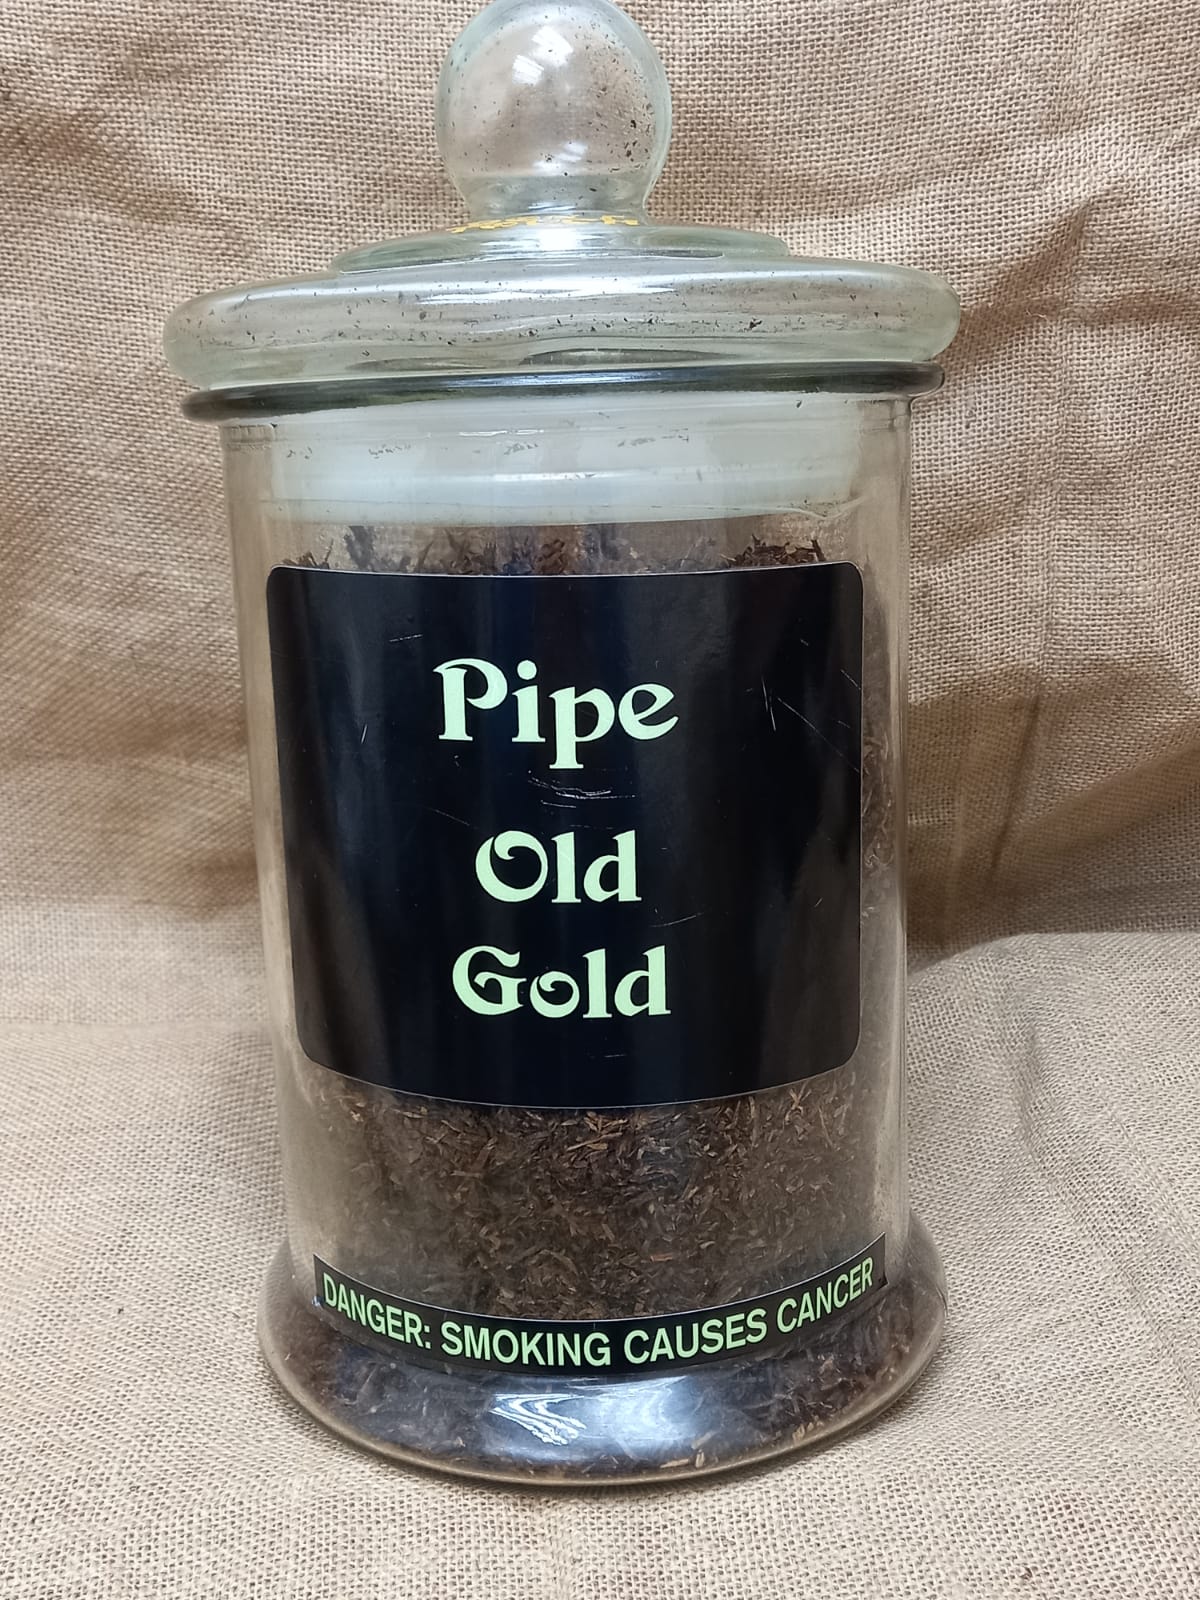 Pipe
Old
Gold
DANGER: SMOKING CAUSES CANCER